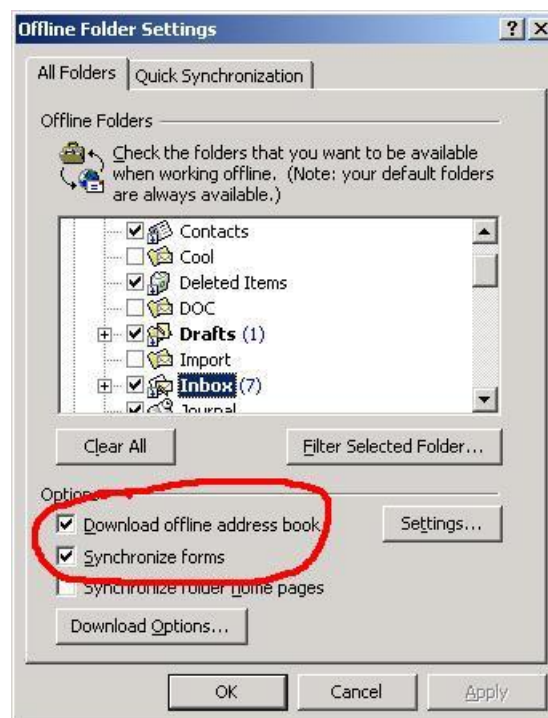 Offline Folder Settings
All Folders
Quick Synchronization
Offline Folders
Check the folders that you want to be available
when working offline. (Note: your default folders
are always available.)
Contacts
Cool
Deleted Items
DOC
Drafts (1)
Import
Inbox (7)
Journal
Clear All
Filter Selected Folder...
Options
Download offline address book
Settings...
Synchronize forms
Synchronize folder home pages
Download Options...
OK
Cancel
Apply